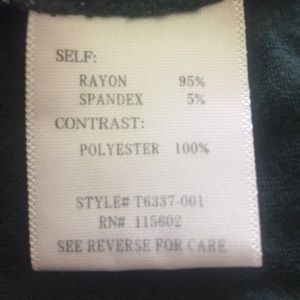 SELF:
RAYON 95%
SPANDEX 5%
CONTRAST:
POLYESTER 100%
STYLE# T6337-001
RN# 115602
SEE REVERSE FOR CARE